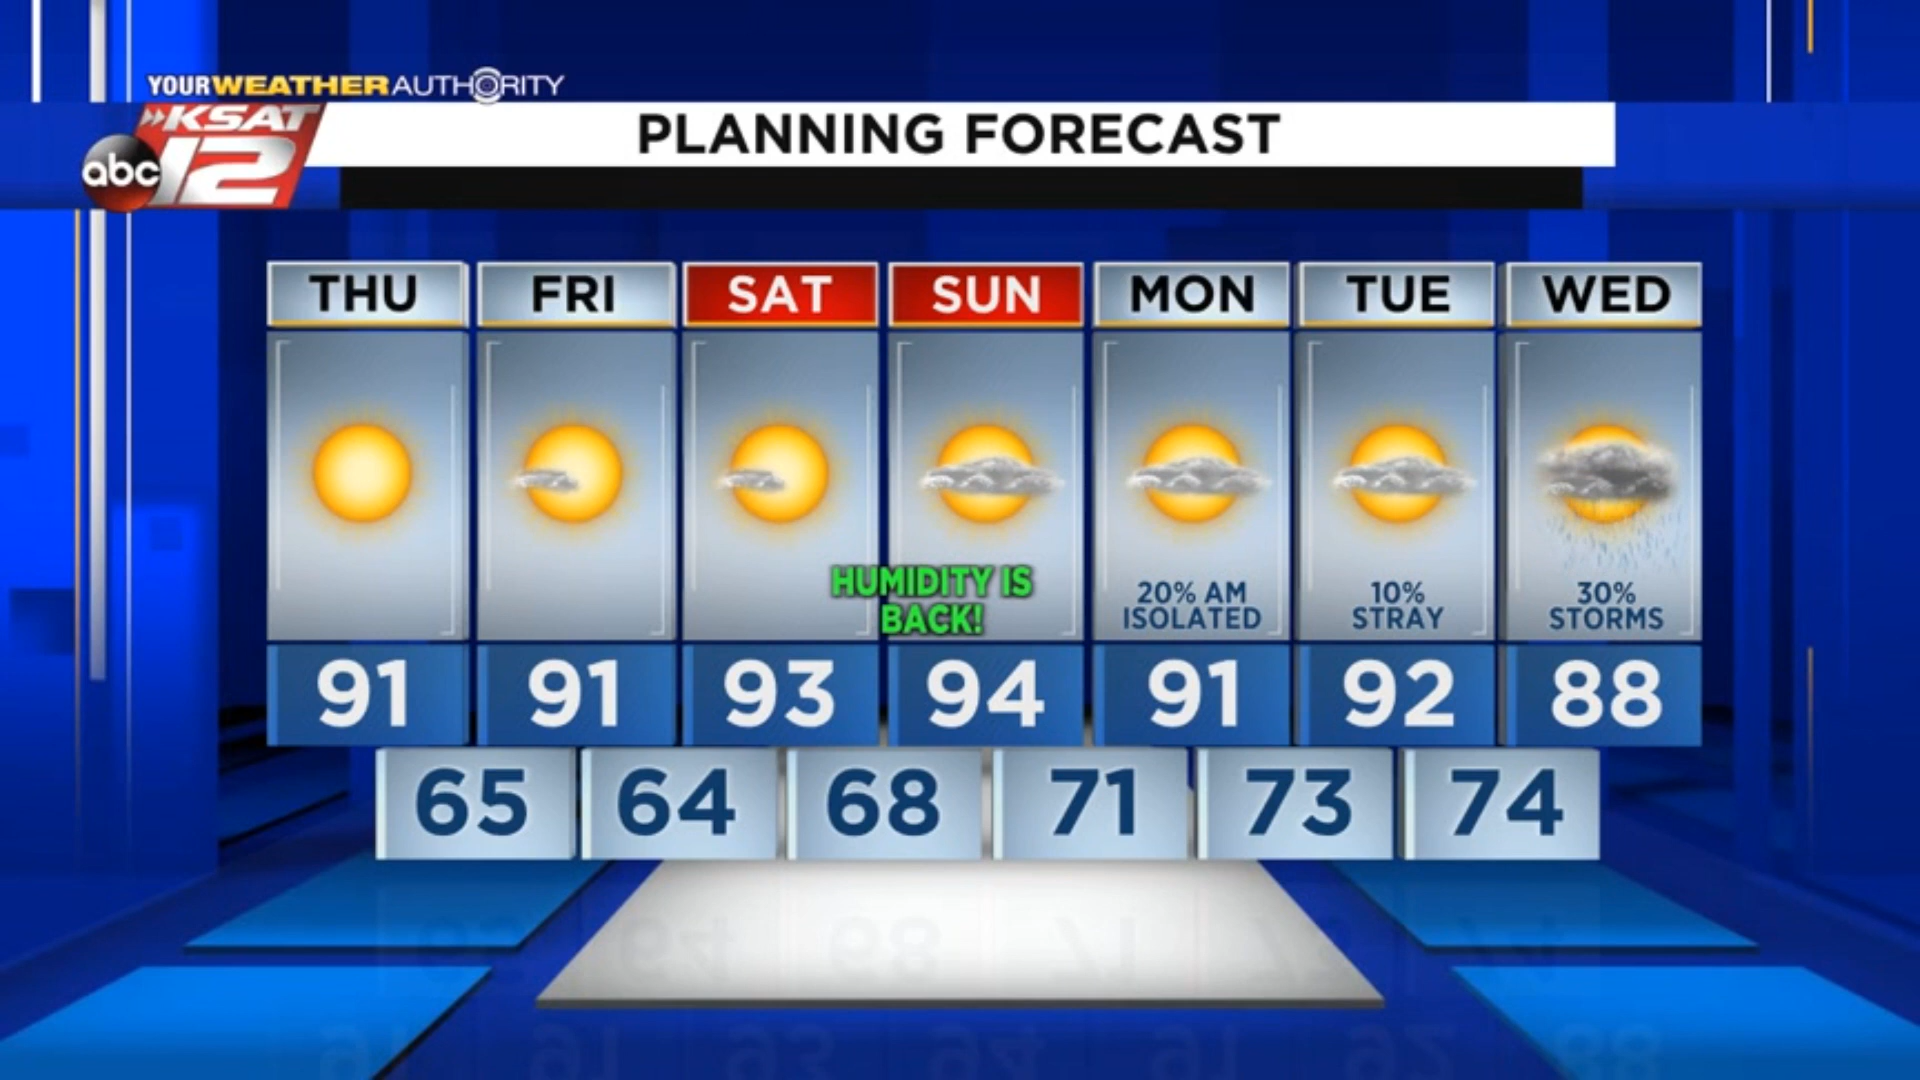 YOUR WEATHER AUTHORITY
KSAT
abc 12
PLANNING FORECAST
THU FRI SAT SUN MON TUE WED
HUMIDITY IS
BACK!
20% AM
ISOLATED
10%
STRAY
30%
STORMS
91 91 93 94 91 92 88
65 64 68 71 73 74